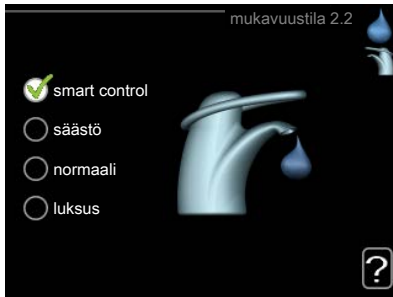 mukavuustila 2.2
smart control
säästö
normaali
luksus
?